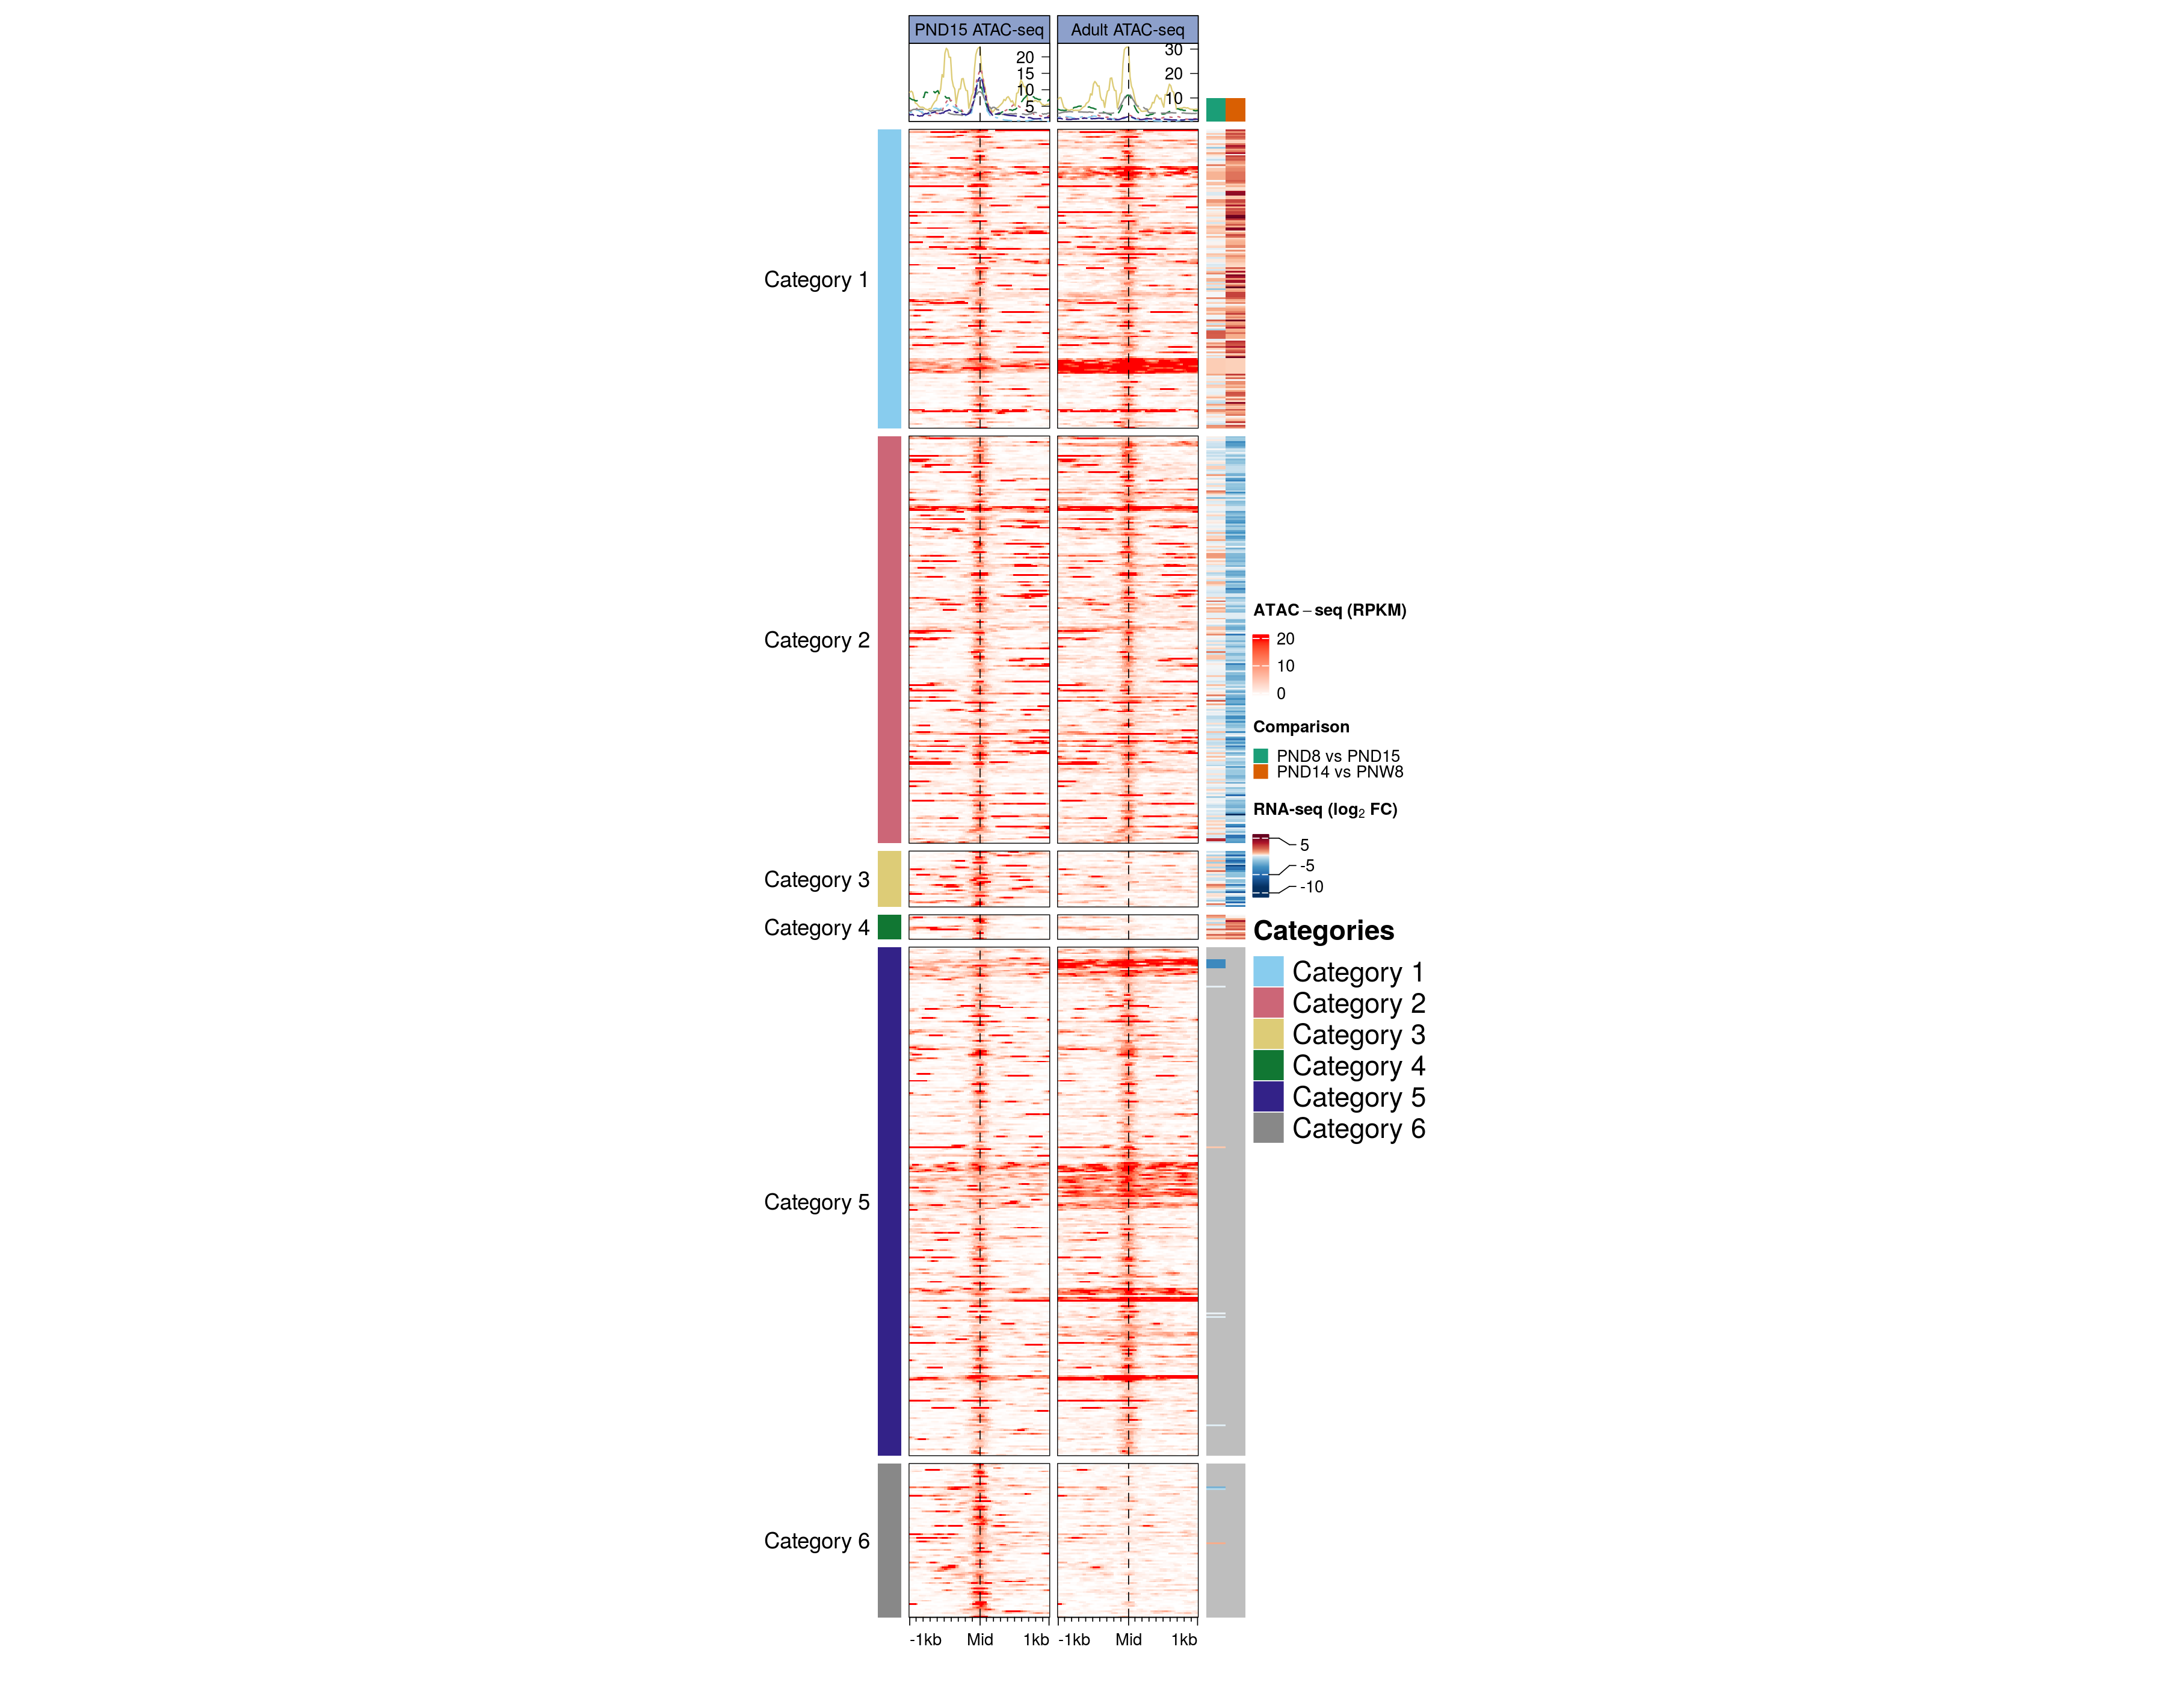 PND15 ATAC-seq
Adult ATAC-seq
20
15
10
5
30
20
10
Category 1
Category 2
Category 3
Category 4
Category 5
Category 6
-1kb Mid 1kb
-1kb Mid 1kb
ATAC−seq (RPKM)
20
10
0
Comparison
PND8 vs PND15
PND14 vs PNW8
RNA-seq (log₂ FC)
5
-5
-10
Categories
Category 1
Category 2
Category 3
Category 4
Category 5
Category 6